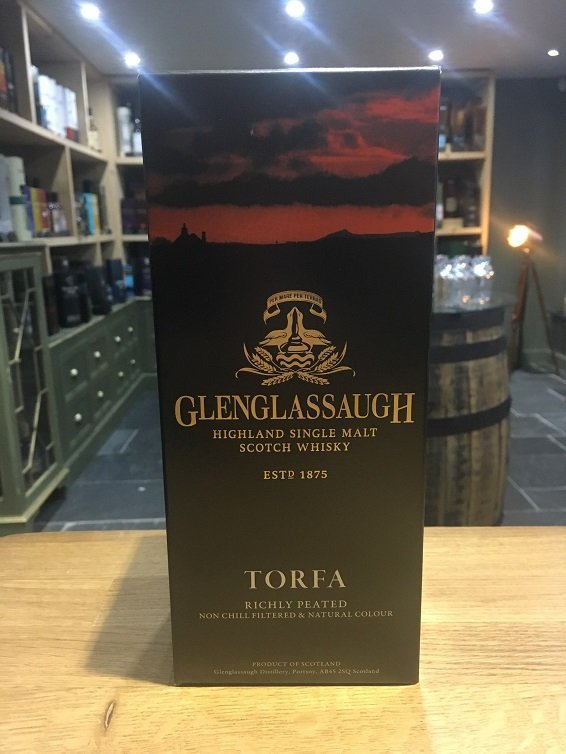 PER MARE PER TERRAS
GLENGLASSAUGH
HIGHLAND SINGLE MALT
SCOTCH WHISKY
ESTD 1875
TORFA
RICHLY PEATED
NON CHILL FILTERED & NATURAL COLOUR
PRODUCT OF SCOTLAND
Glenglassaugh Distillery, Portsoy, AB45 2SQ Scotland